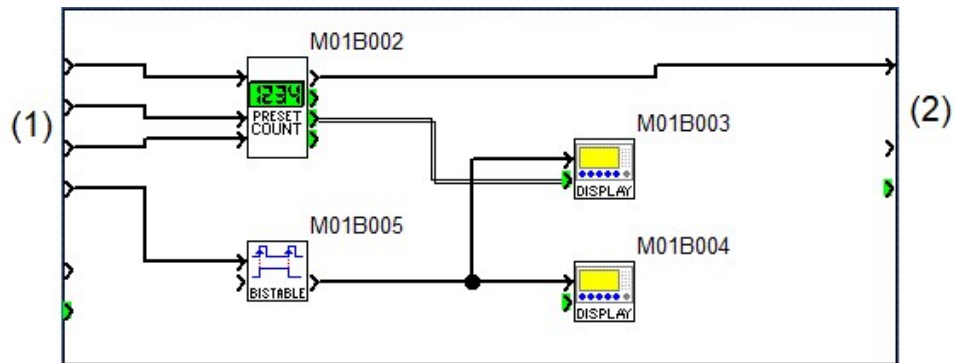 M01B002
1234
PRESET
COUNT
(1)
(2)
M01B003
DISPLAY
M01B005
BISTABLE
M01B004
DISPLAY